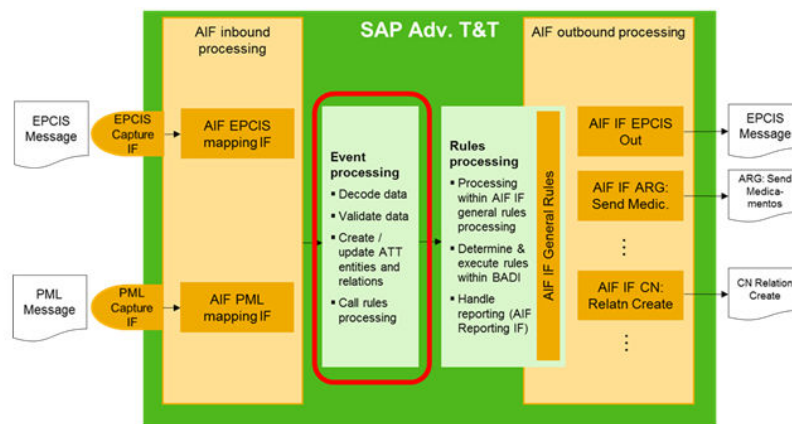 SAP Adv. T&T
AIF inbound
processing
AIF outbound processing
EPCIS
Message
EPCIS
Capture
IF
AIF EPCIS
mapping IF
PML
Message
PML
Capture
IF
AIF PML
mapping IF
Event
processing
▪ Decode data
▪ Validate data
▪ Create /
update ATT
entities and
relations
▪ Call rules
processing
Rules
processing
▪ Processing
within AIF IF
general rules
processing
▪ Determine &
execute rules
within BADI
▪ Handle
reporting (AIF
Reporting IF)
AIF IF General Rules
AIF IF EPCIS
Out
AIF IF ARG:
Send Medic.
⋮
AIF IF CN:
Relatn Create
⋮
EPCIS
Message
ARG: Send
Medica-
mentos
CN Relation
Create